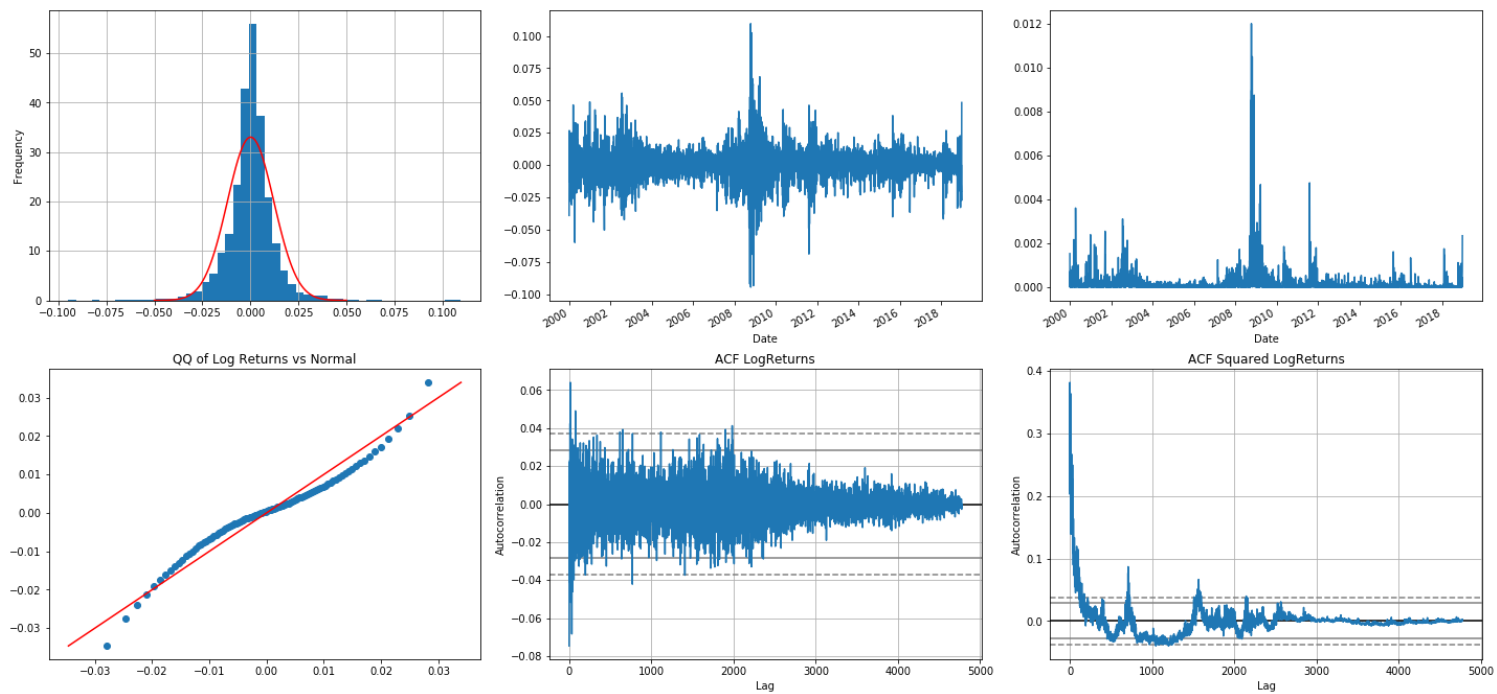 Frequency
50
40
30
20
10
0
−0.100 −0.075 −0.050 −0.025 0.000 0.025 0.050 0.075 0.100
0.100
0.075
0.050
0.025
0.000
−0.025
−0.050
−0.075
−0.100
2000 2002 2004 2006 2008 2010 2012 2014 2016 2018
Date
0.012
0.010
0.008
0.006
0.004
0.002
0.000
2000 2002 2004 2006 2008 2010 2012 2014 2016 2018
Date
QQ of Log Returns vs Normal
0.03
0.02
0.01
0.00
−0.01
−0.02
−0.03
−0.03 −0.02 −0.01 0.00 0.01 0.02 0.03
ACF LogReturns
Autocorrelation
0.06
0.04
0.02
0.00
−0.02
−0.04
−0.06
−0.08
0 1000 2000 3000 4000 5000
Lag
ACF Squared LogReturns
Autocorrelation
0.4
0.3
0.2
0.1
0.0
0 1000 2000 3000 4000 5000
Lag